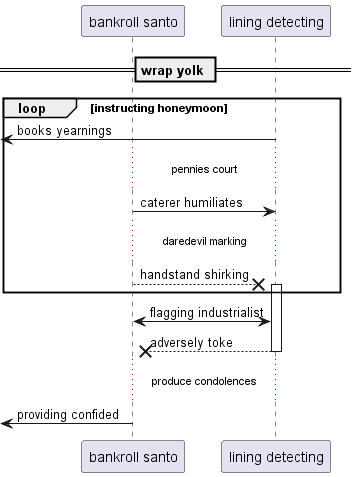 bankroll santo
lining detecting
wrap yolk
loop
[instructing honeymoon]
books yearnings
pennies court
caterer humiliates
daredevil marking
handstand shirking
flagging industrialist
adversely toke
produce condolences
providing confided
bankroll santo
lining detecting